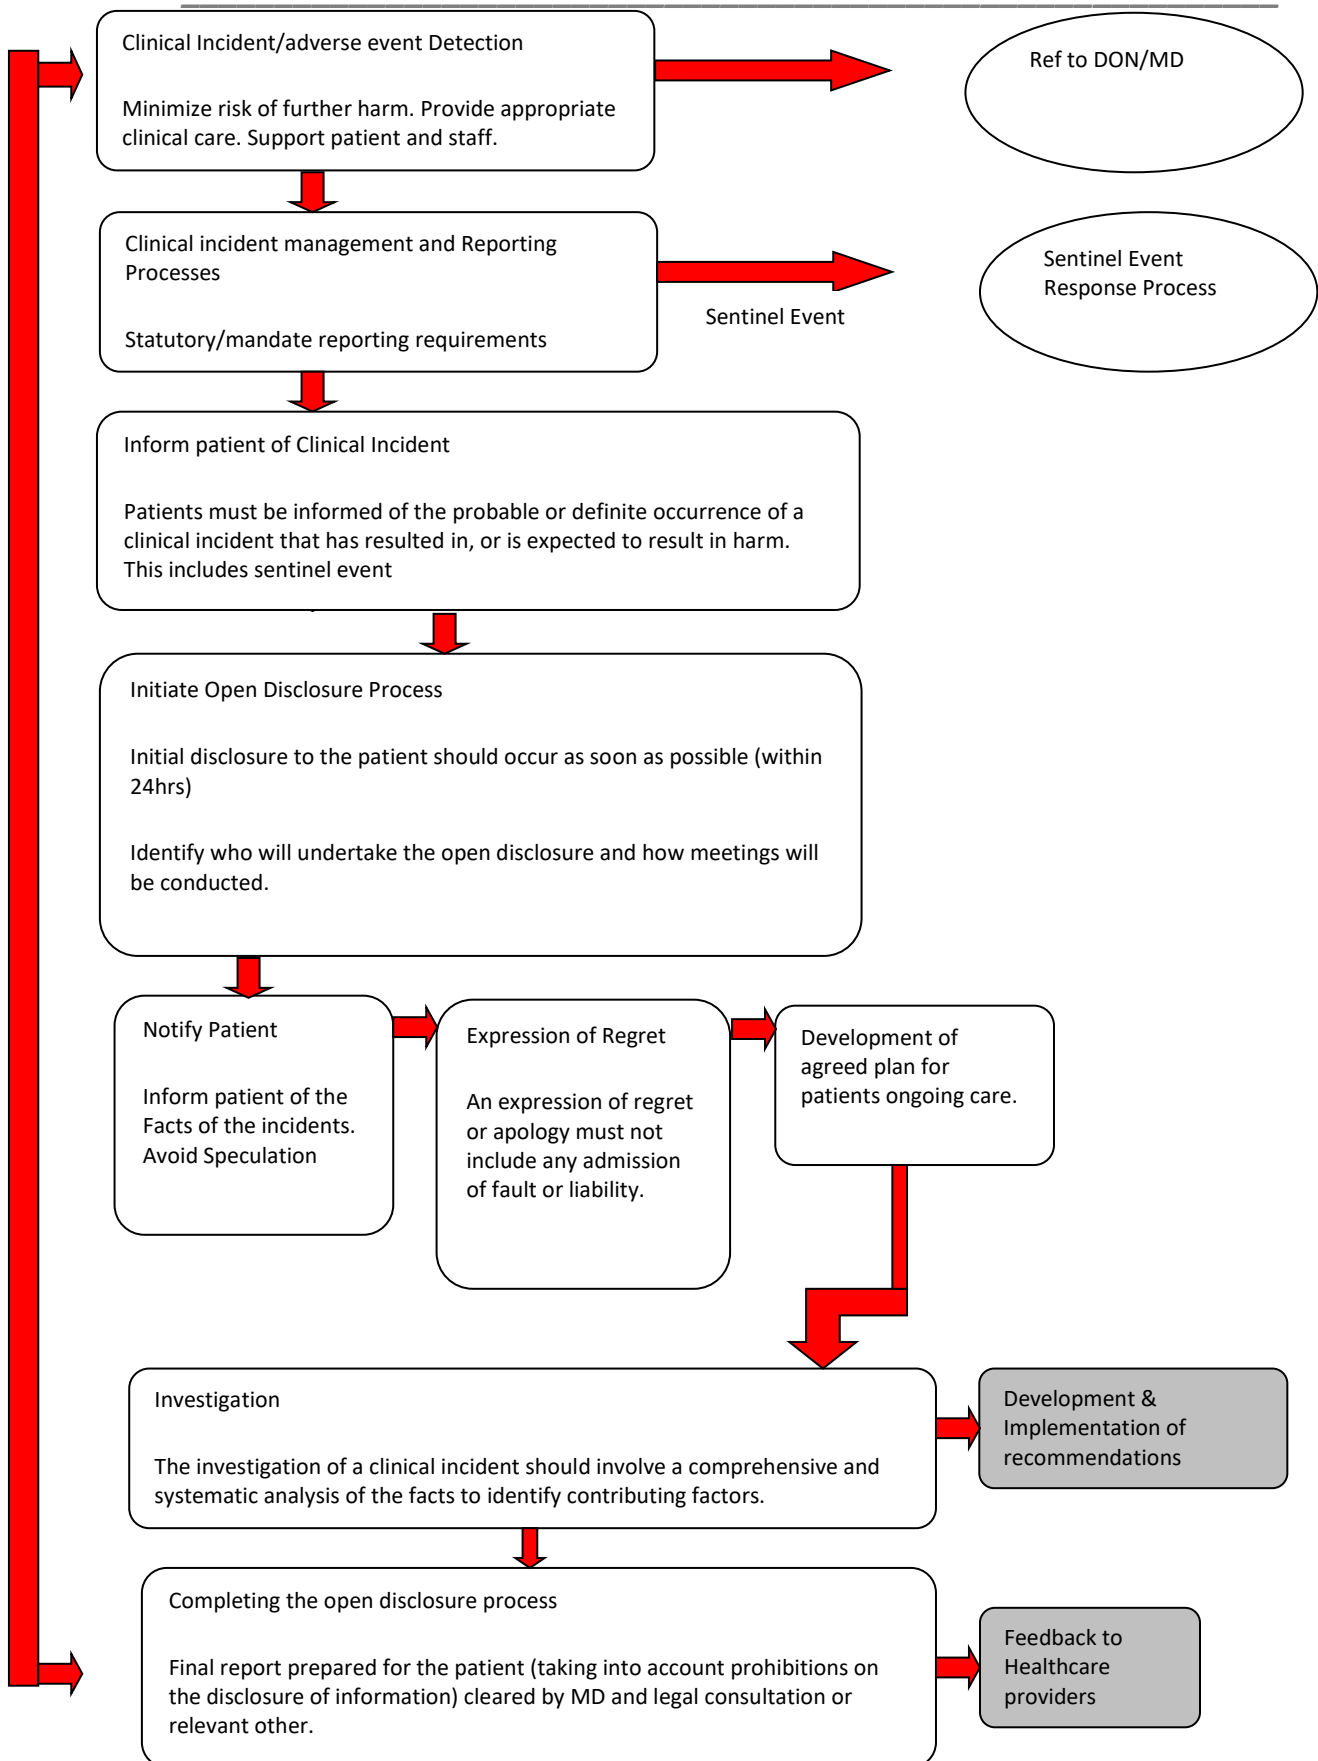 Clinical Incident/adverse event Detection
Minimize risk of further harm. Provide appropriate
clinical care. Support patient and staff.
Ref to DON/MD
Clinical incident management and Reporting
Processes
Statutory/mandate reporting requirements
Sentinel Event
Sentinel Event
Response Process
Inform patient of Clinical Incident
Patients must be informed of the probable or definite occurrence of a
clinical incident that has resulted in, or is expected to result in harm.
This includes sentinel event
Initiate Open Disclosure Process
Initial disclosure to the patient should occur as soon as possible (within
24hrs)
Identify who will undertake the open disclosure and how meetings will
be conducted.
Notify Patient
Inform patient of the
Facts of the incidents.
Avoid Speculation
Expression of Regret
An expression of regret
or apology must not
include any admission
of fault or liability.
Development of
agreed plan for
patients ongoing care.
Investigation
The investigation of a clinical incident should involve a comprehensive and
systematic analysis of the facts to identify contributing factors.
Development &
Implementation of
recommendations
Completing the open disclosure process
Final report prepared for the patient (taking into account prohibitions on
the disclosure of information) cleared by MD and legal consultation or
relevant other.
Feedback to
Healthcare
providers